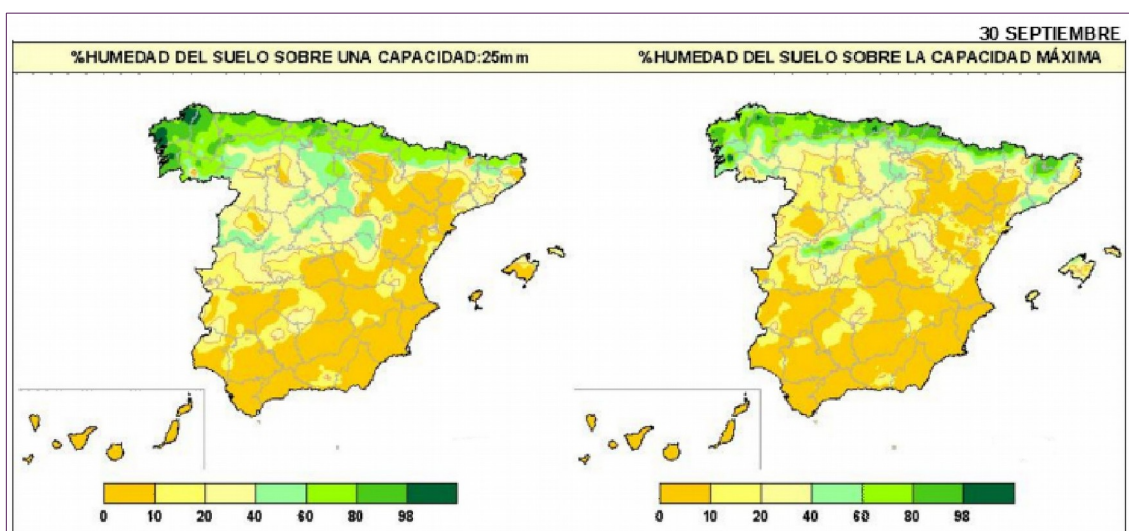 30 SEPTIEMBRE
%HUMEDAD DEL SUELO SOBRE UNA CAPACIDAD:25mm
%HUMEDAD DEL SUELO SOBRE LA CAPACIDAD MÁXIMA
0 10 20 40 60 80 98
0 10 20 40 60 80 98